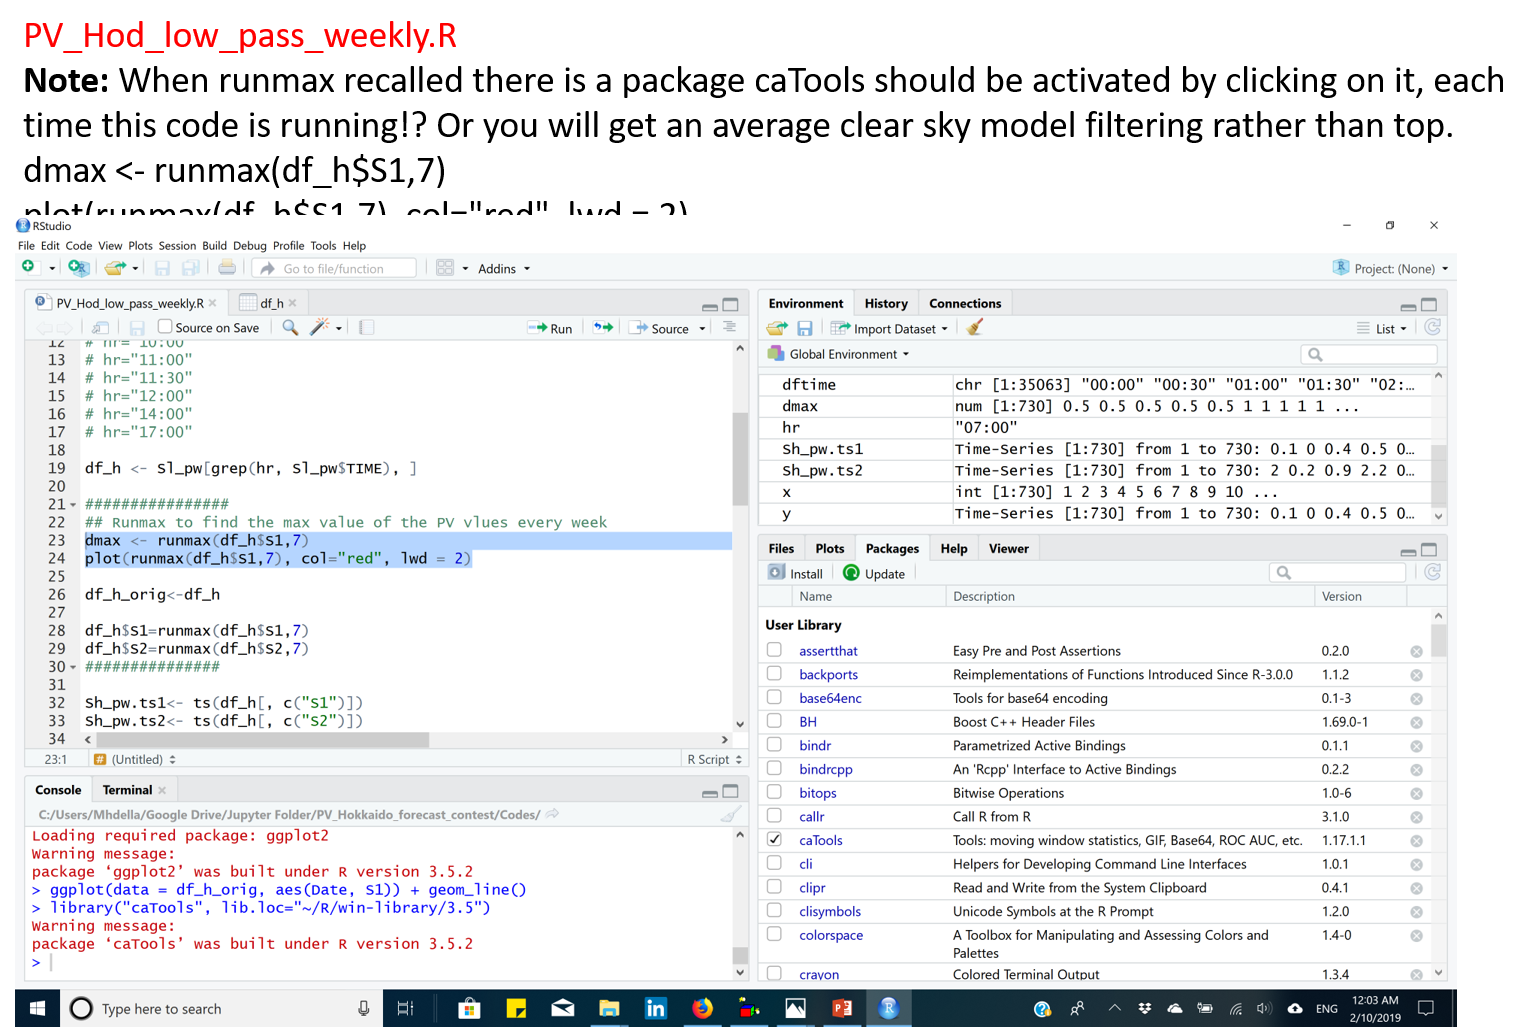 PV_Hod_low_pass_weekly.R
Note: When runmax recalled there is a package caTools should be activated by clicking on it, each
time this code is running!? Or you will get an average clear sky model filtering rather than top.
dmax <- runmax(df_h$S1,7)
plot(runmax(df_h$S1,7), col="red", lwd = 2)
RStudio
File Edit Code View Plots Session Build Debug Profile Tools Help
Go to file/function
Addins
Project: (None)
PV_Hod_low_pass_weekly.R
df_h
Source on Save
Run
Source
12 # hr="10:00"
13 # hr="11:00"
14 # hr="11:30"
15 # hr="12:00"
16 # hr="14:00"
17 # hr="17:00"
18
19 df_h <- Sl_pw[grep(hr, Sl_pw$TIME), ]
20
21 ################
22 ## Runmax to find the max value of the PV vlues every week
23 dmax <- runmax(df_h$S1,7)
24 plot(runmax(df_h$S1,7), col="red", lwd = 2)
25
26 df_h_orig<-df_h
27
28 df_h$S1=runmax(df_h$S1,7)
29 df_h$S2=runmax(df_h$S2,7)
30 ###############
31
32 Sh_pw.ts1<- ts(df_h[, c("S1")])
33 Sh_pw.ts2<- ts(df_h[, c("S2")])
34
23:1 # (Untitled) R Script
Console Terminal
C:/Users/Mhdella/Google Drive/Jupyter Folder/PV_Hokkaido_forecast_contest/Codes/
Loading required package: ggplot2
Warning message:
package ‘ggplot2’ was built under R version 3.5.2
> ggplot(data = df_h_orig, aes(Date, S1)) + geom_line()
> library("caTools", lib.loc="~/R/win-library/3.5")
Warning message:
package ‘caTools’ was built under R version 3.5.2
>
Environment History Connections
Import Dataset
List
Global Environment
dftime chr [1:35063] "00:00" "00:30" "01:00" "01:30" "02:...
dmax num [1:730] 0.5 0.5 0.5 0.5 0.5 1 1 1 1 1 ...
hr "07:00"
Sh_pw.ts1 Time-Series [1:730] from 1 to 730: 0.1 0 0.4 0.5 0...
Sh_pw.ts2 Time-Series [1:730] from 1 to 730: 2 0.2 0.9 2.2 0...
x int [1:730] 1 2 3 4 5 6 7 8 9 10 ...
y Time-Series [1:730] from 1 to 730: 0.1 0 0.4 0.5 0...
Files Plots Packages Help Viewer
Install Update
Name Description Version
User Library
assertthat Easy Pre and Post Assertions 0.2.0
backports Reimplementations of Functions Introduced Since R-3.0.0 1.1.2
base64enc Tools for base64 encoding 0.1-3
BH Boost C++ Header Files 1.69.0-1
bindr Parametrized Active Bindings 0.1.1
bindrcpp An 'Rcpp' Interface to Active Bindings 0.2.2
bitops Bitwise Operations 1.0-6
callr Call R from R 3.1.0
caTools Tools: moving window statistics, GIF, Base64, ROC AUC, etc. 1.17.1.1
cli Helpers for Developing Command Line Interfaces 1.0.1
clipr Read and Write from the System Clipboard 0.4.1
clisymbols Unicode Symbols at the R Prompt 1.2.0
colorspace A Toolbox for Manipulating and Assessing Colors and
Palettes 1.4-0
crayon Colored Terminal Output 1.3.4
Type here to search
ENG
12:03 AM
2/10/2019